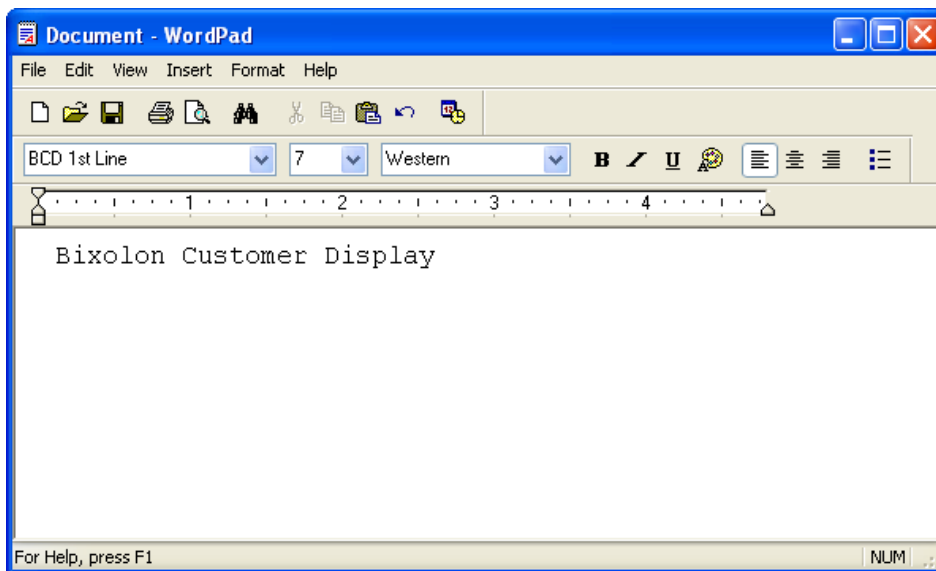 Document - WordPad
File Edit View Insert Format Help
BCD 1st Line 7 Western B I U
1 2 3 4
Bixolon Customer Display
For Help, press F1 NUM